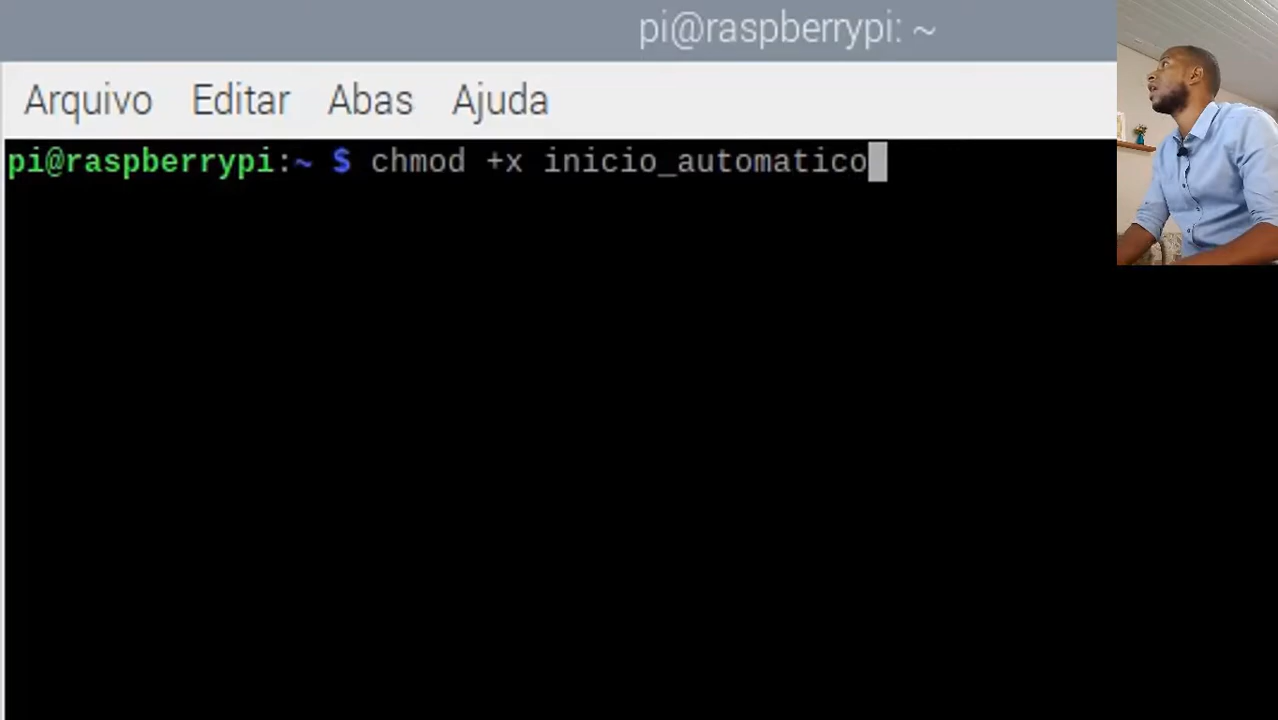 pi@raspberrypi: ~
Arquivo Editar Abas Ajuda
pi@raspberrypi:~ $ chmod +x inicio_automatico